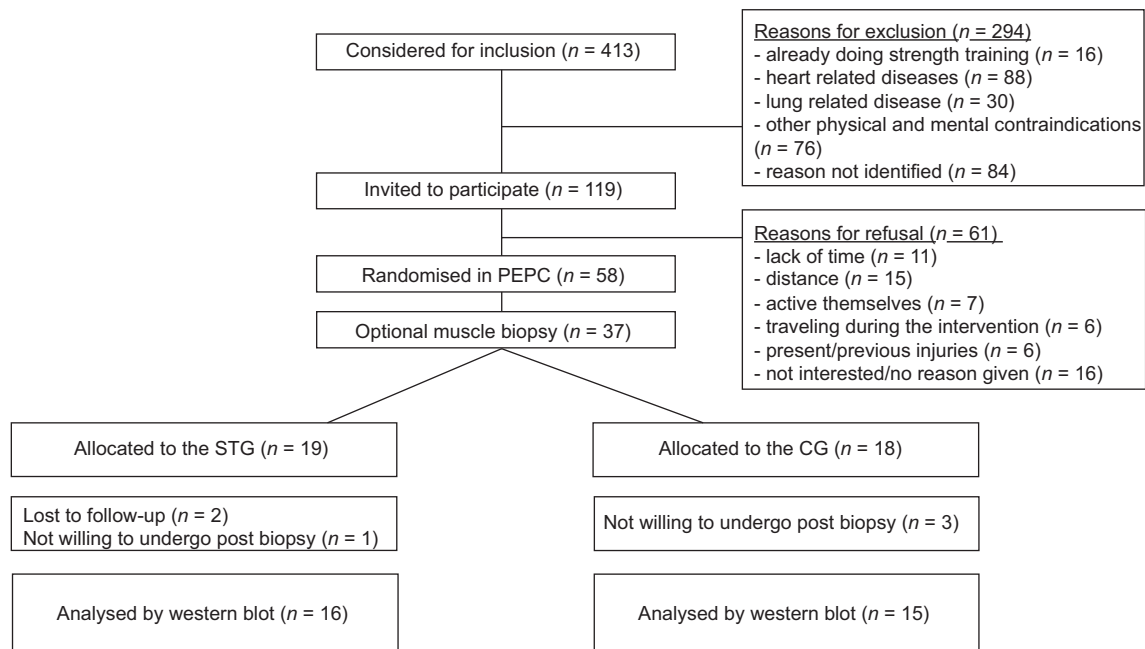 Considered for inclusion (n = 413)
Reasons for exclusion (n = 294)
- already doing strength training (n = 16)
- heart related diseases (n = 88)
- lung related disease (n = 30)
- other physical and mental contraindications
(n = 76)
- reason not identified (n = 84)
Invited to participate (n = 119)
Reasons for refusal (n = 61)
- lack of time (n = 11)
- distance (n = 15)
- active themselves (n = 7)
- traveling during the intervention (n = 6)
- present/previous injuries (n = 6)
- not interested/no reason given (n = 16)
Randomised in PEPC (n = 58)
Optional muscle biopsy (n = 37)
Allocated to the STG (n = 19)
Allocated to the CG (n = 18)
Lost to follow-up (n = 2)
Not willing to undergo post biopsy (n = 1)
Not willing to undergo post biopsy (n = 3)
Analysed by western blot (n = 16)
Analysed by western blot (n = 15)